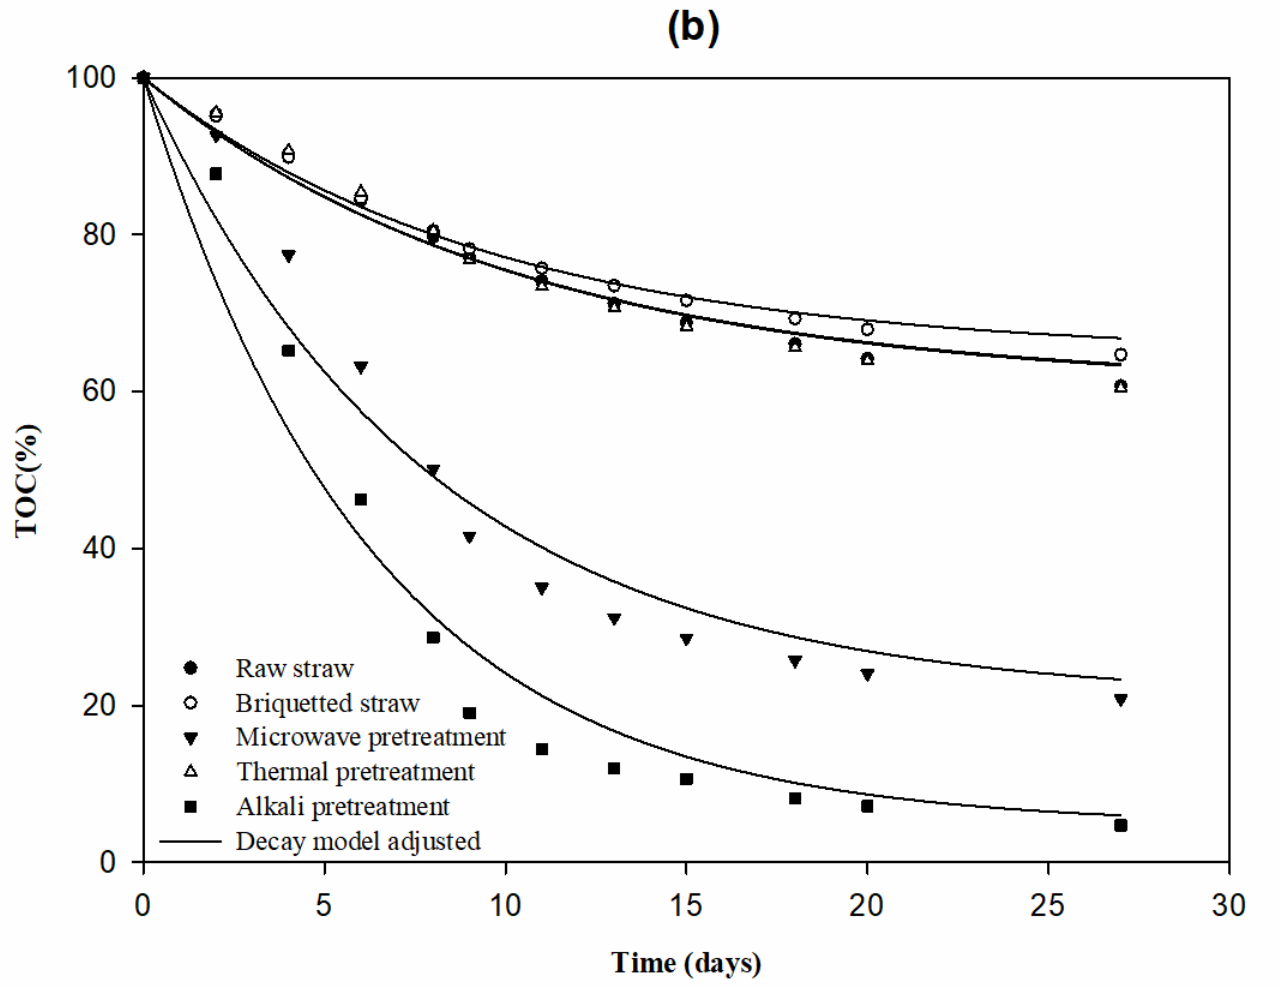 (b)
100
80
60
40
20
0
TOC(%)
Raw straw
Briquetted straw
Microwave pretreatment
Thermal pretreatment
Alkali pretreatment
Decay model adjusted
0 5 10 15 20 25 30
Time (days)